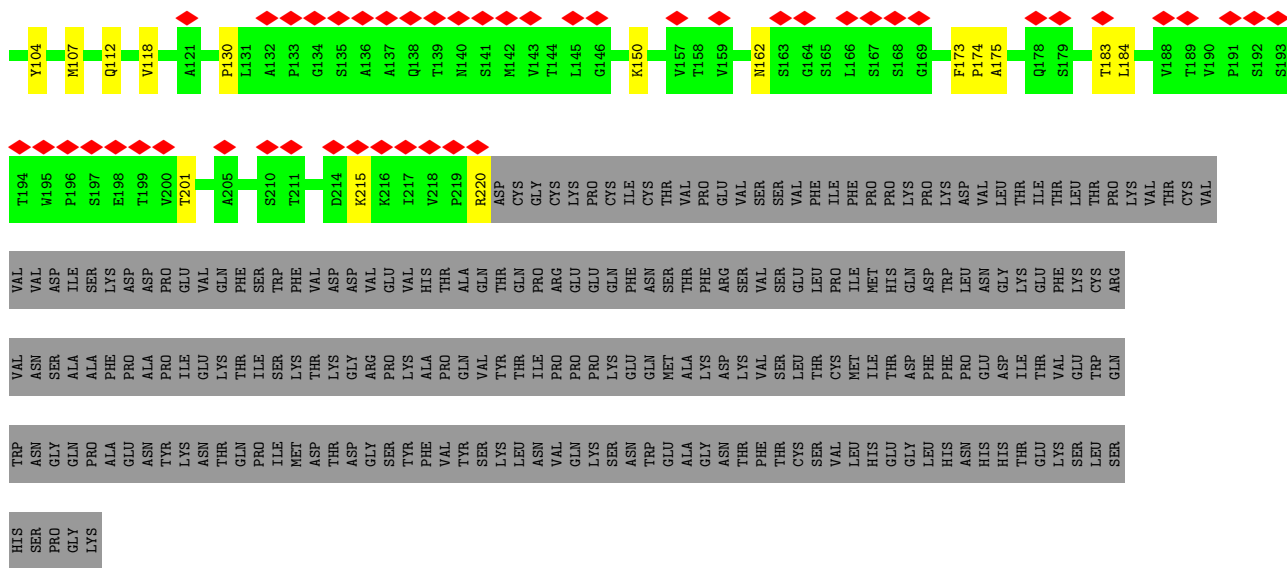 Y104 M107 Q112 V118 A121 P130 L131 A132 P133 G134 S135 A136 A137 Q138 T139 N140 S141 M142 V143 T144 L145 G146 K150 V157 T158 V159 N162 S163 G164 S165 L166 S167 S168 G169 F173 P174 A175 Q178 S179 T183 L184 V188 T189 V190 P191 S192 S193
T194 W195 P196 S197 E198 T199 V200 T201 A205 S210 T211 D214 K215 K216 I217 V218 P219 R220 ASP CYS GLY CYS LYS PRO CYS ILE CYS THR VAL PRO GLU VAL SER SER VAL PHE ILE PHE PRO PRO LYS PRO LYS ASP VAL LEU THR ILE THR LEU THR PRO LYS VAL THR CYS VAL
VAL VAL ASP ILE SER LYS ASP ASP PRO GLU VAL GLN PHE SER TRP PHE VAL ASP ASP VAL GLU VAL HIS THR ALA GLN THR GLN PRO ARG GLU GLU GLN PHE ASN SER THR PHE ARG SER VAL SER GLU LEU PRO ILE MET HIS GLN ASP TRP LEU ASN GLY LYS GLU PHE LYS CYS ARG
VAL ASN SER ALA ALA PHE PRO ALA PRO ILE GLU LYS THR ILE SER LYS THR LYS GLY ARG PRO LYS ALA PRO GLN VAL TYR THR ILE PRO PRO PRO LYS GLU GLN MET ALA LYS ASP LYS VAL SER LEU THR CYS MET ILE THR ASP PHE PHE PRO GLU ASP ILE THR VAL GLU TRP GLN
TRP ASN GLY GLN PRO ALA GLU ASN TYR LYS ASN THR GLN PRO ILE MET ASP THR ASP GLY SER TYR PHE VAL TYR SER LYS LEU ASN VAL GLN LYS SER ASN TRP GLU ALA GLY ASN THR PHE THR CYS SER VAL LEU HIS GLU GLY LEU HIS ASN HIS HIS THR GLU LYS SER LEU SER
HIS SER PRO GLY LYS